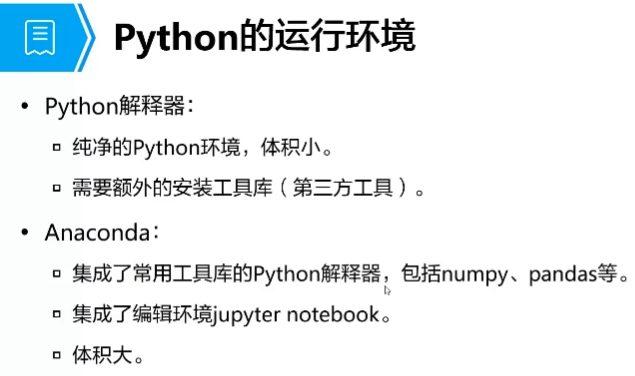 Python的运行环境
• Python解释器：
▫ 纯净的Python环境，体积小。
▫ 需要额外的安装工具库（第三方工具）。
• Anaconda：
▫ 集成了常用工具库的Python解释器，包括numpy、pandas等。
▫ 集成了编辑环境jupyter notebook。
▫ 体积大。